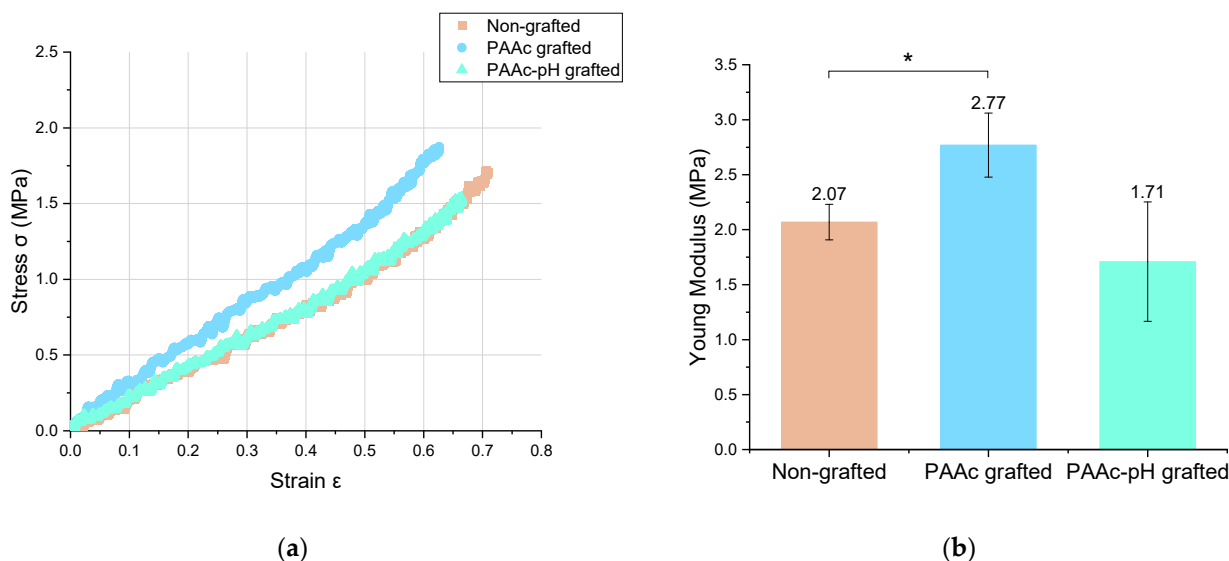 Non-grafted
PAAc grafted
PAAc-pH grafted
2.5
2.0
1.5
1.0
0.5
0.0
Stress σ (MPa)
0.0 0.1 0.2 0.3 0.4 0.5 0.6 0.7 0.8
Strain ε
(a)
3.5
3.0
2.5
2.0
1.5
1.0
0.5
0.0
Young Modulus (MPa)
*
2.07
2.77
1.71
Non-grafted PAAc grafted PAAc-pH grafted
(b)